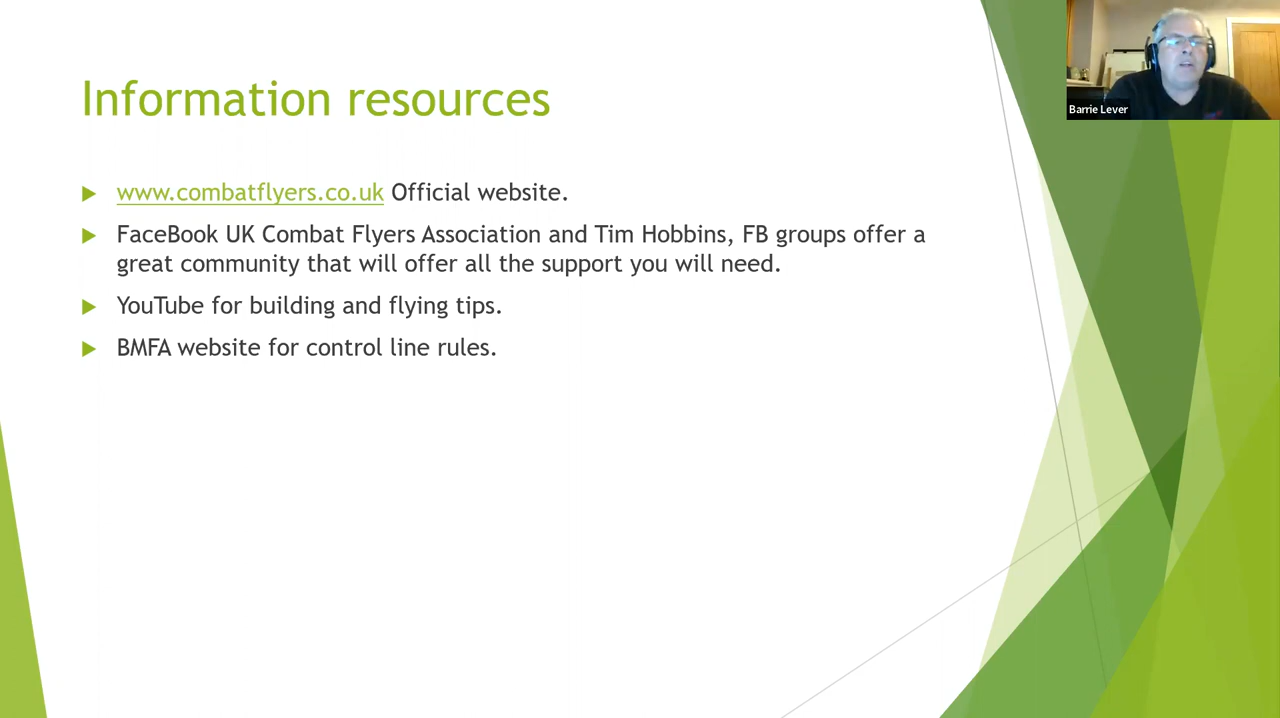 Information resources
www.combatflyers.co.uk Official website.
FaceBook UK Combat Flyers Association and Tim Hobbins, FB groups offer a
great community that will offer all the support you will need.
YouTube for building and flying tips.
BMFA website for control line rules.
Barrie Lever